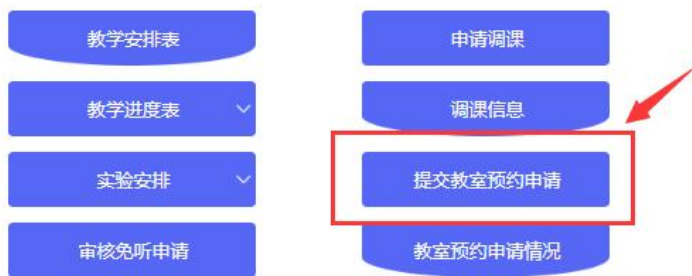 教学安排表
申请调课
教学进度表
调课信息
实验安排
提交教室预约申请
审核免听申请
教室预约申请情况